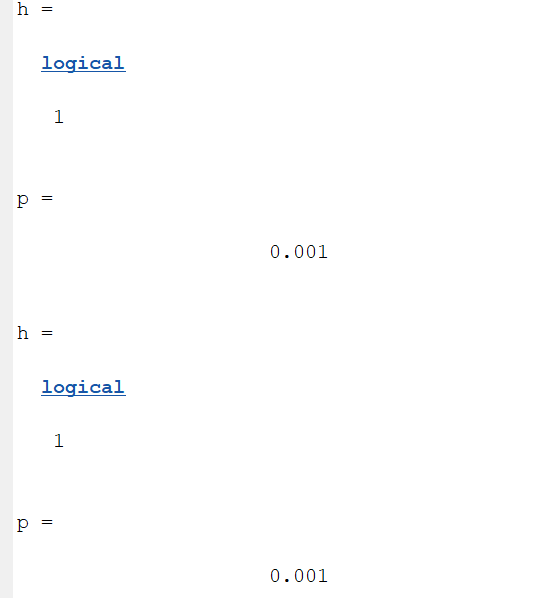 h =
logical
1
p =
0.001
h =
logical
1
p =
0.001